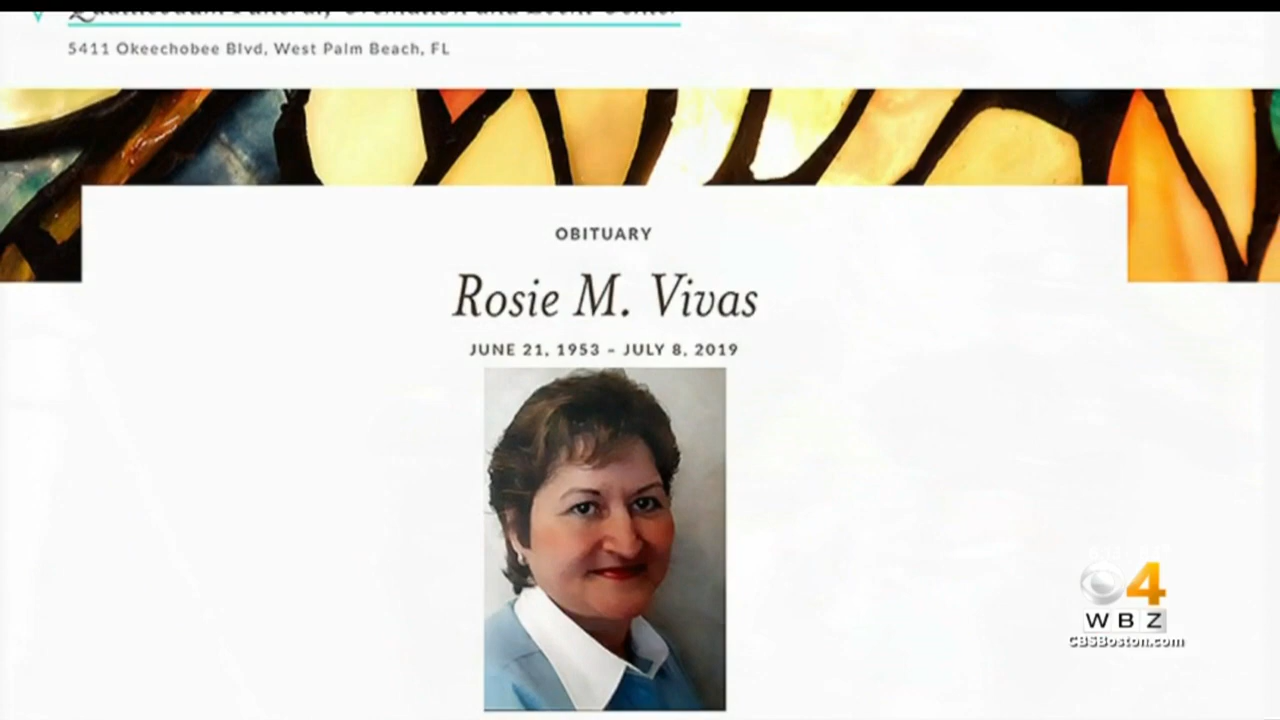 5411 Okeechobee Blvd, West Palm Beach, FL
OBITUARY
Rosie M. Vivas
JUNE 21, 1953 – JULY 8, 2019
4
WBZ
CBSBoston.com